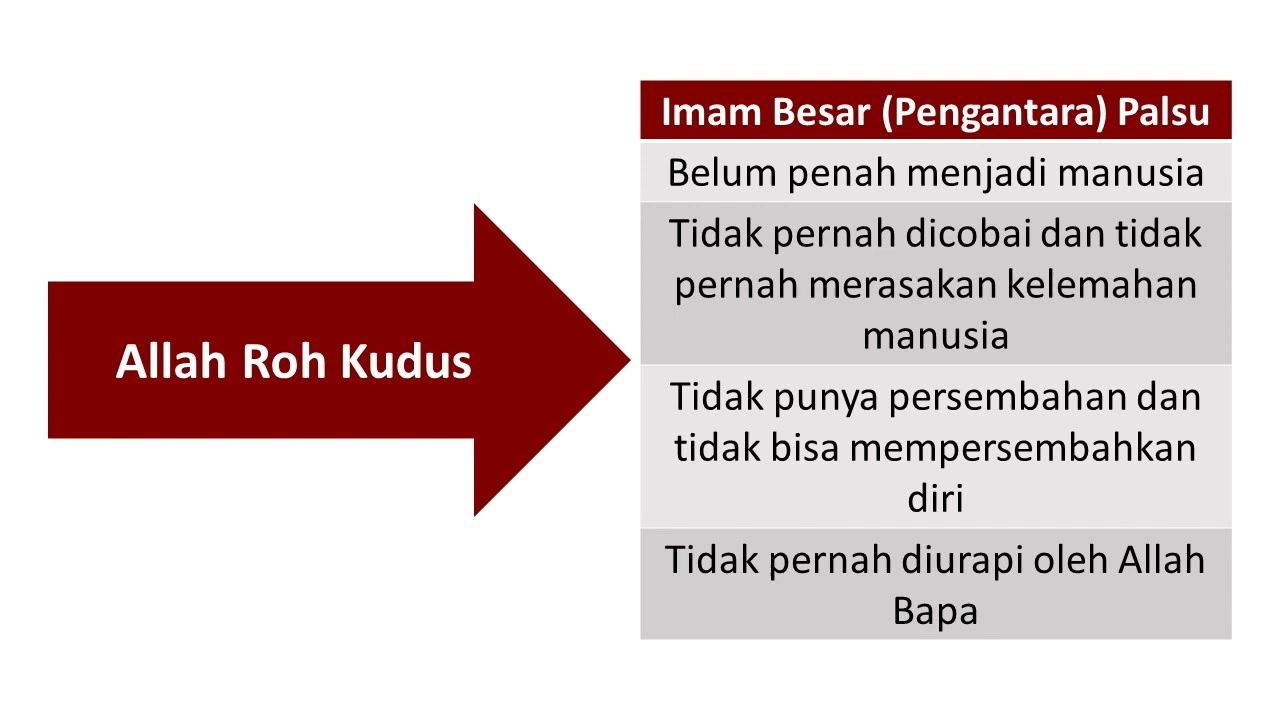 Allah Roh Kudus
Imam Besar (Pengantara) Palsu
Belum penah menjadi manusia
Tidak pernah dicobai dan tidak
pernah merasakan kelemahan
manusia
Tidak punya persembahan dan
tidak bisa mempersembahkan
diri
Tidak pernah diurapi oleh Allah
Bapa